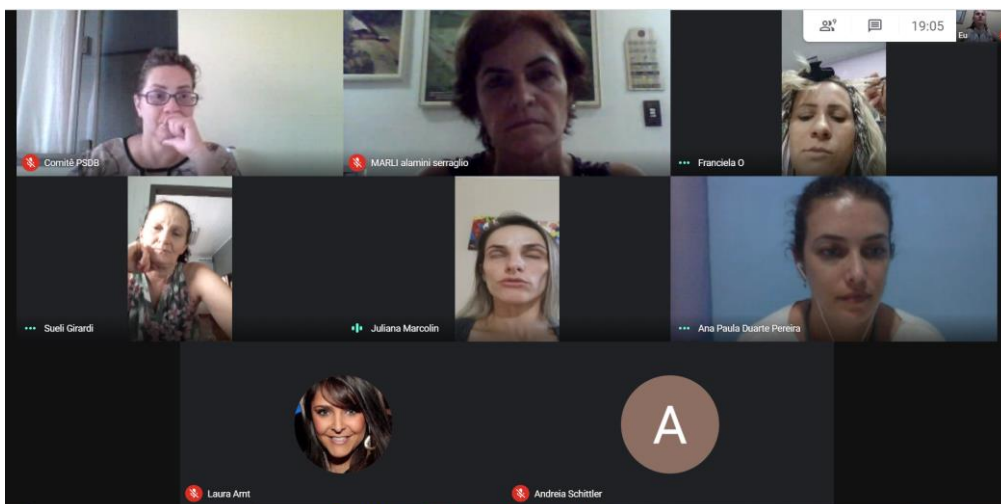 9
19:05
Eu
Comitê PSDB
MARLI alamini serraglio
Franciela O
Sueli Girardi
Juliana Marcolin
Ana Paula Duarte Pereira
A
Laura Arnt
Andreia Schittler